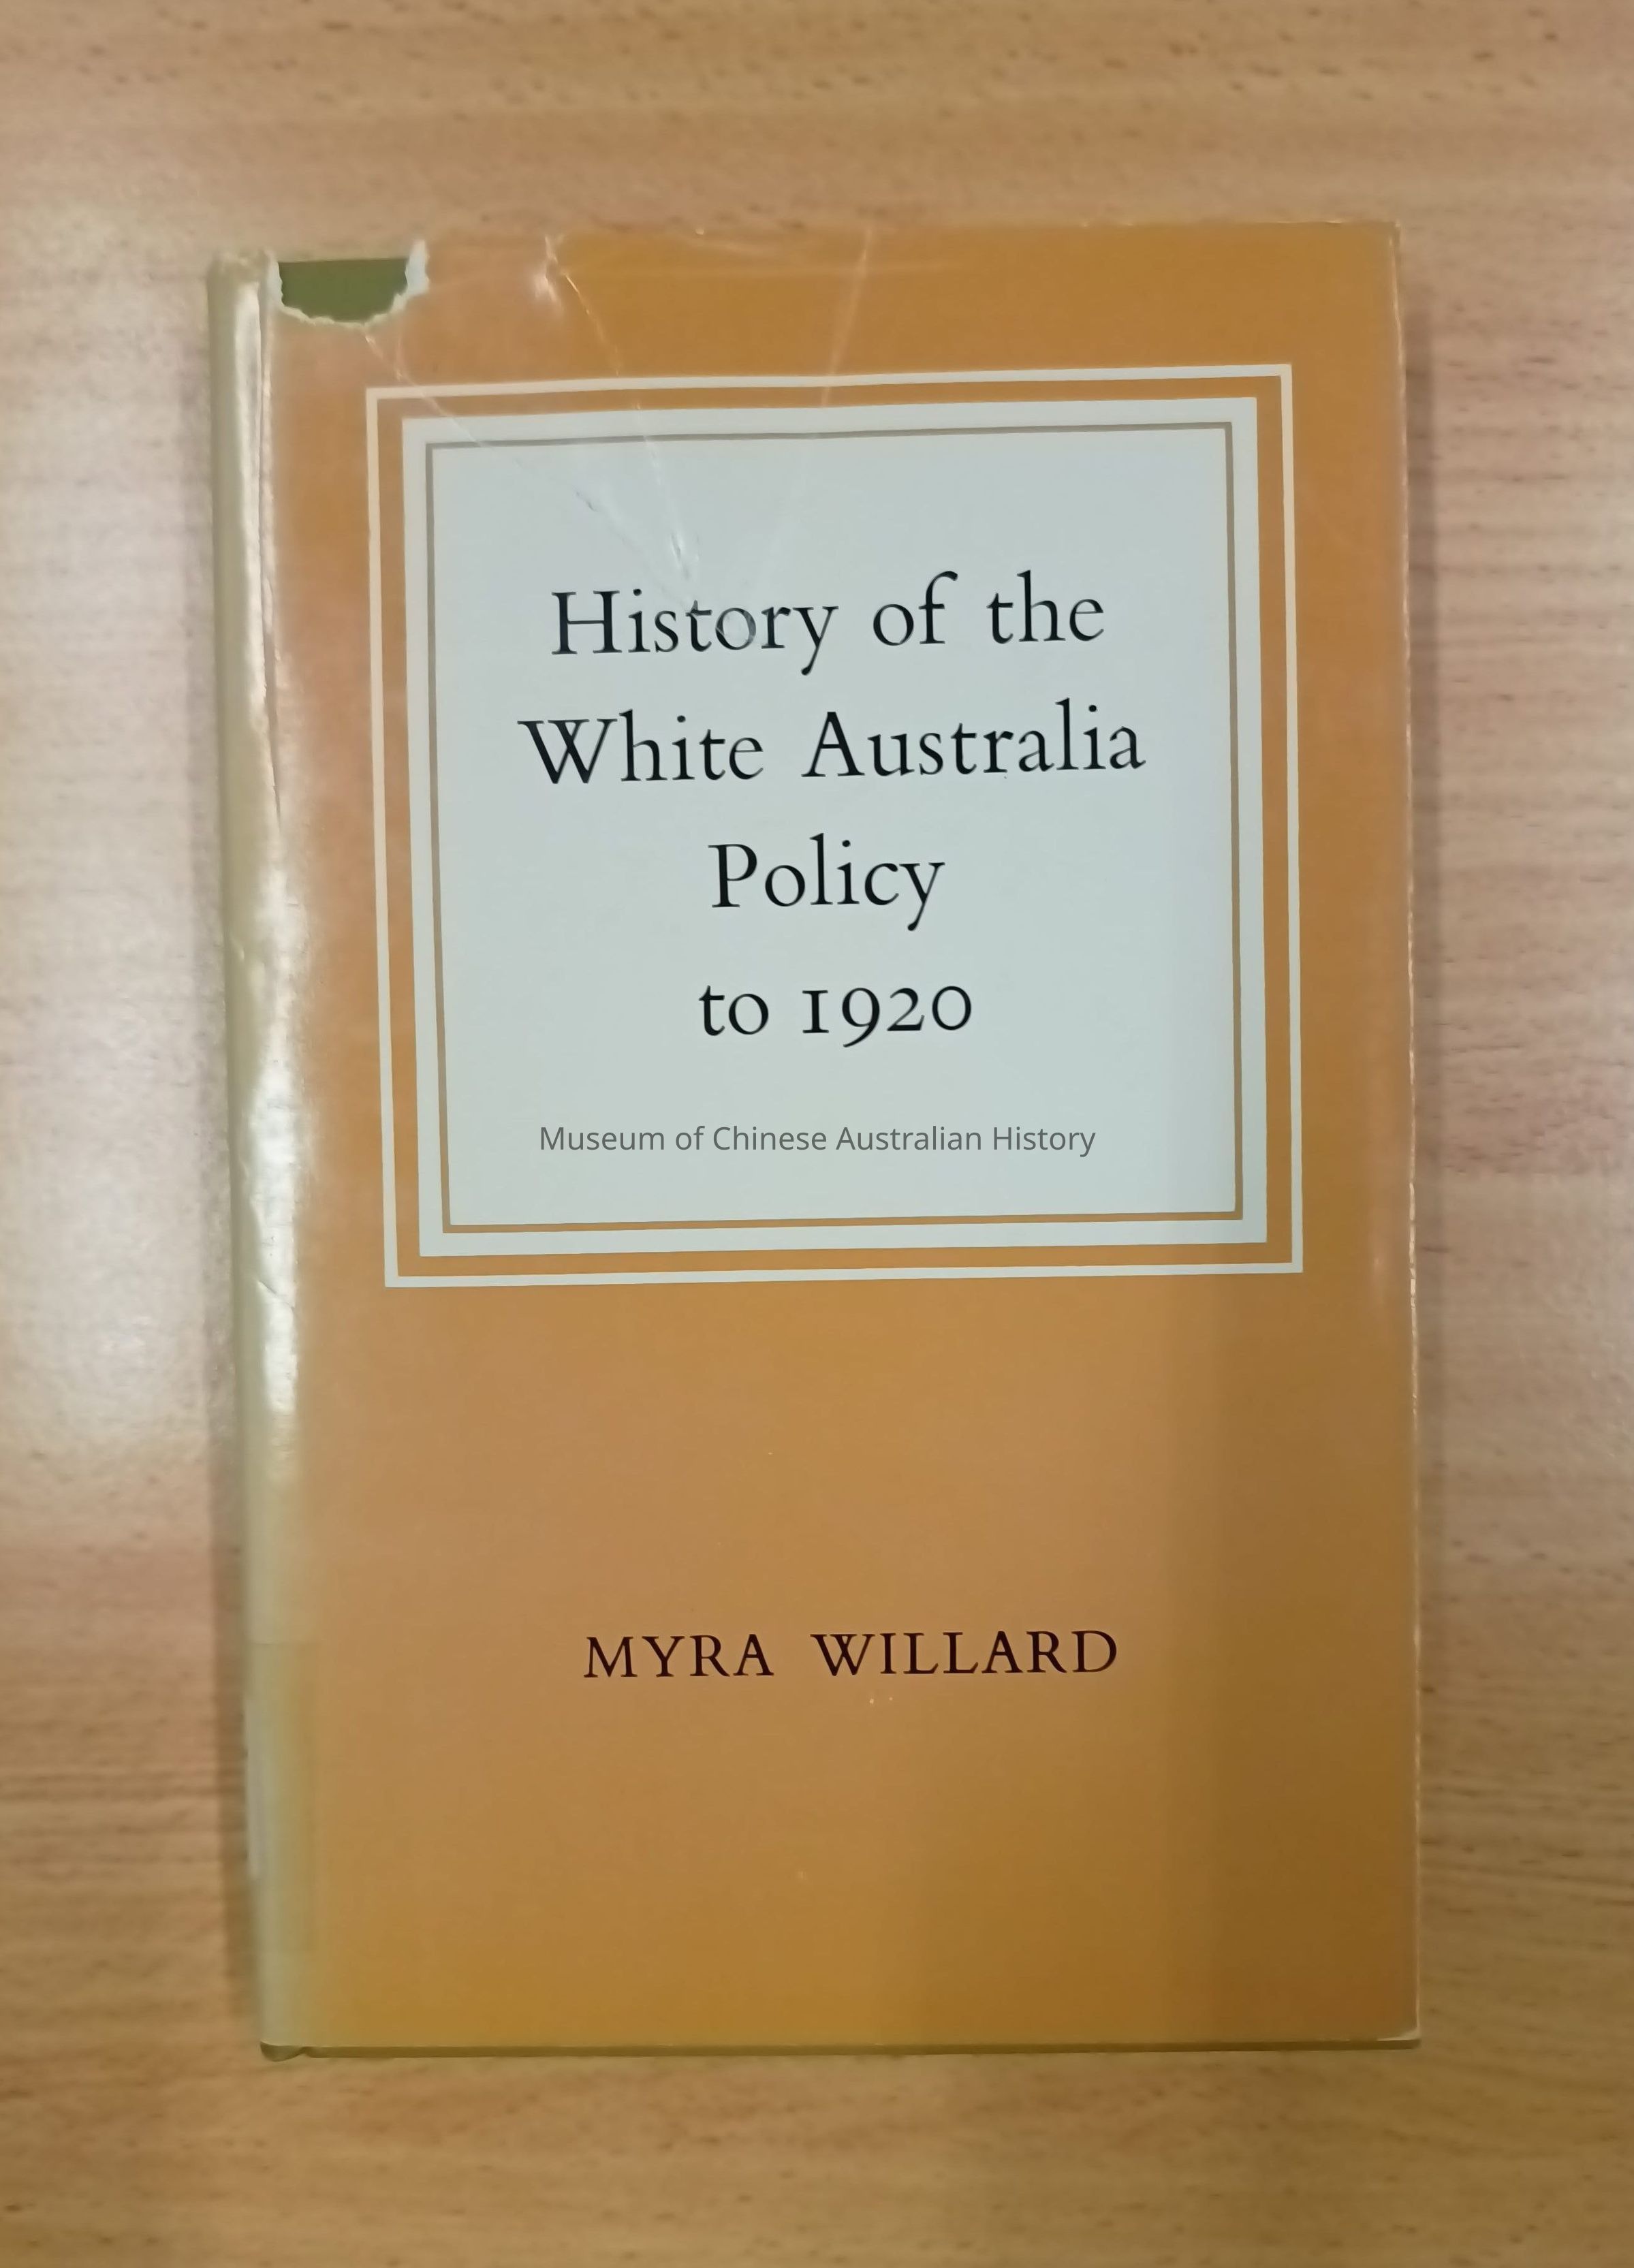 History of the
White Australia
Policy
to 1920
Museum of Chinese Australian History
MYRA WILLARD